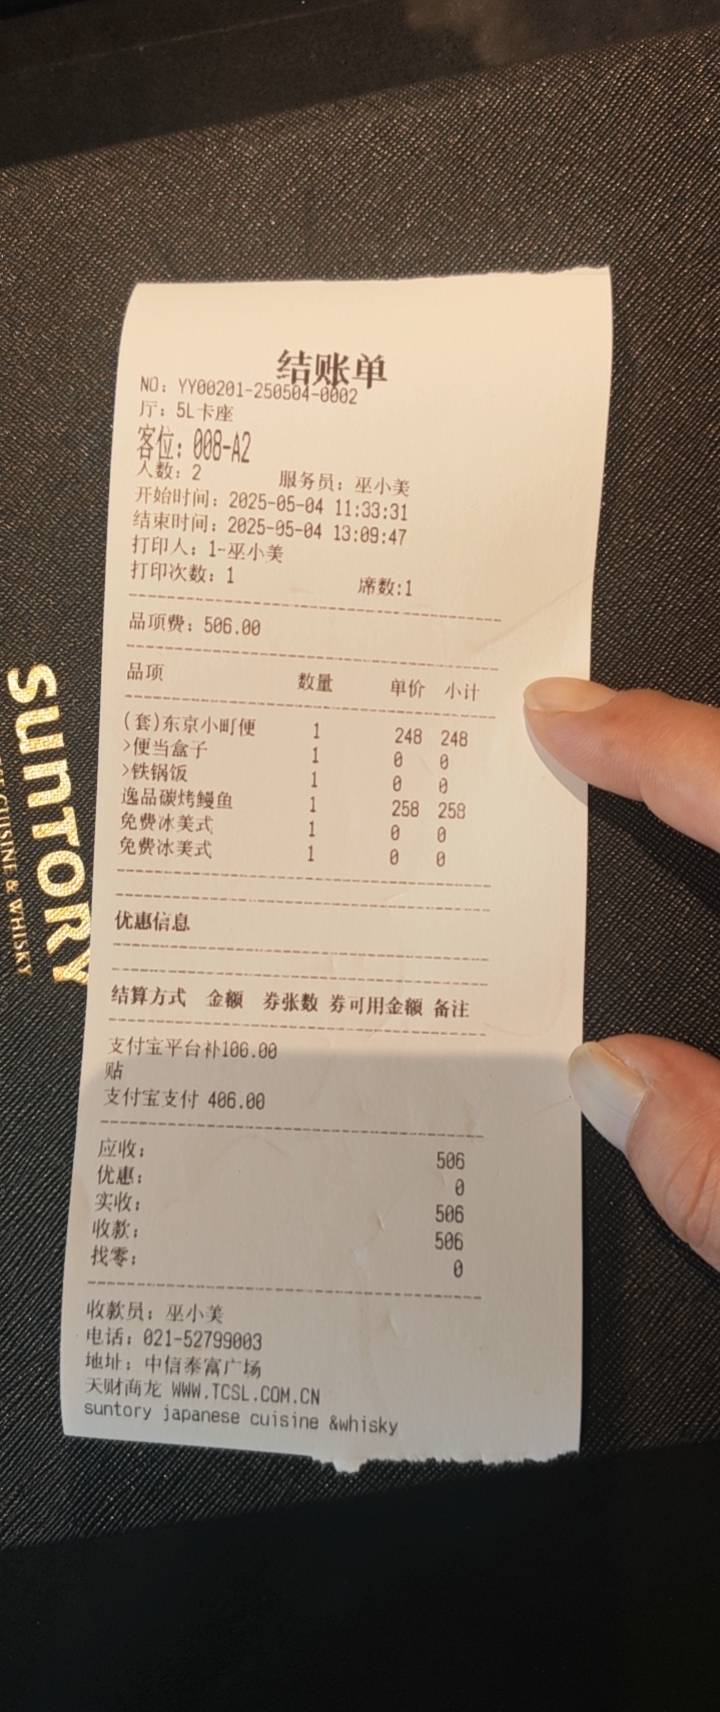 结账单
NO: YY00201-250504-0002
厅: 5L卡座
客位: 008-A2
人数: 2 服务员: 巫小美
开始时间: 2025-05-04 11:33:31
结束时间: 2025-05-04 13:09:47
打印人: 1-巫小美
打印次数: 1 席数:1
品项费: 506.00
品项 数量 单价 小计
(套)东京小町便 1 248 248
>便当盒子 1 0 0
>铁锅饭 1 0 0
逸品碳烤鳗鱼 1 258 258
免费冰美式 1 0 0
免费冰美式 1 0 0
优惠信息
结算方式 金额 券张数 券可用金额 备注
支付宝平台补106.00
贴
支付宝支付 406.00
应收: 506
优惠: 0
实收: 506
收款: 506
找零: 0
收款员: 巫小美
电话: 021-52799003
地址: 中信泰富广场
天财商龙 WWW.TCSL.COM.CN
suntory japanese cuisine &whisky
SUNTORY
CUISINE & WHISKY